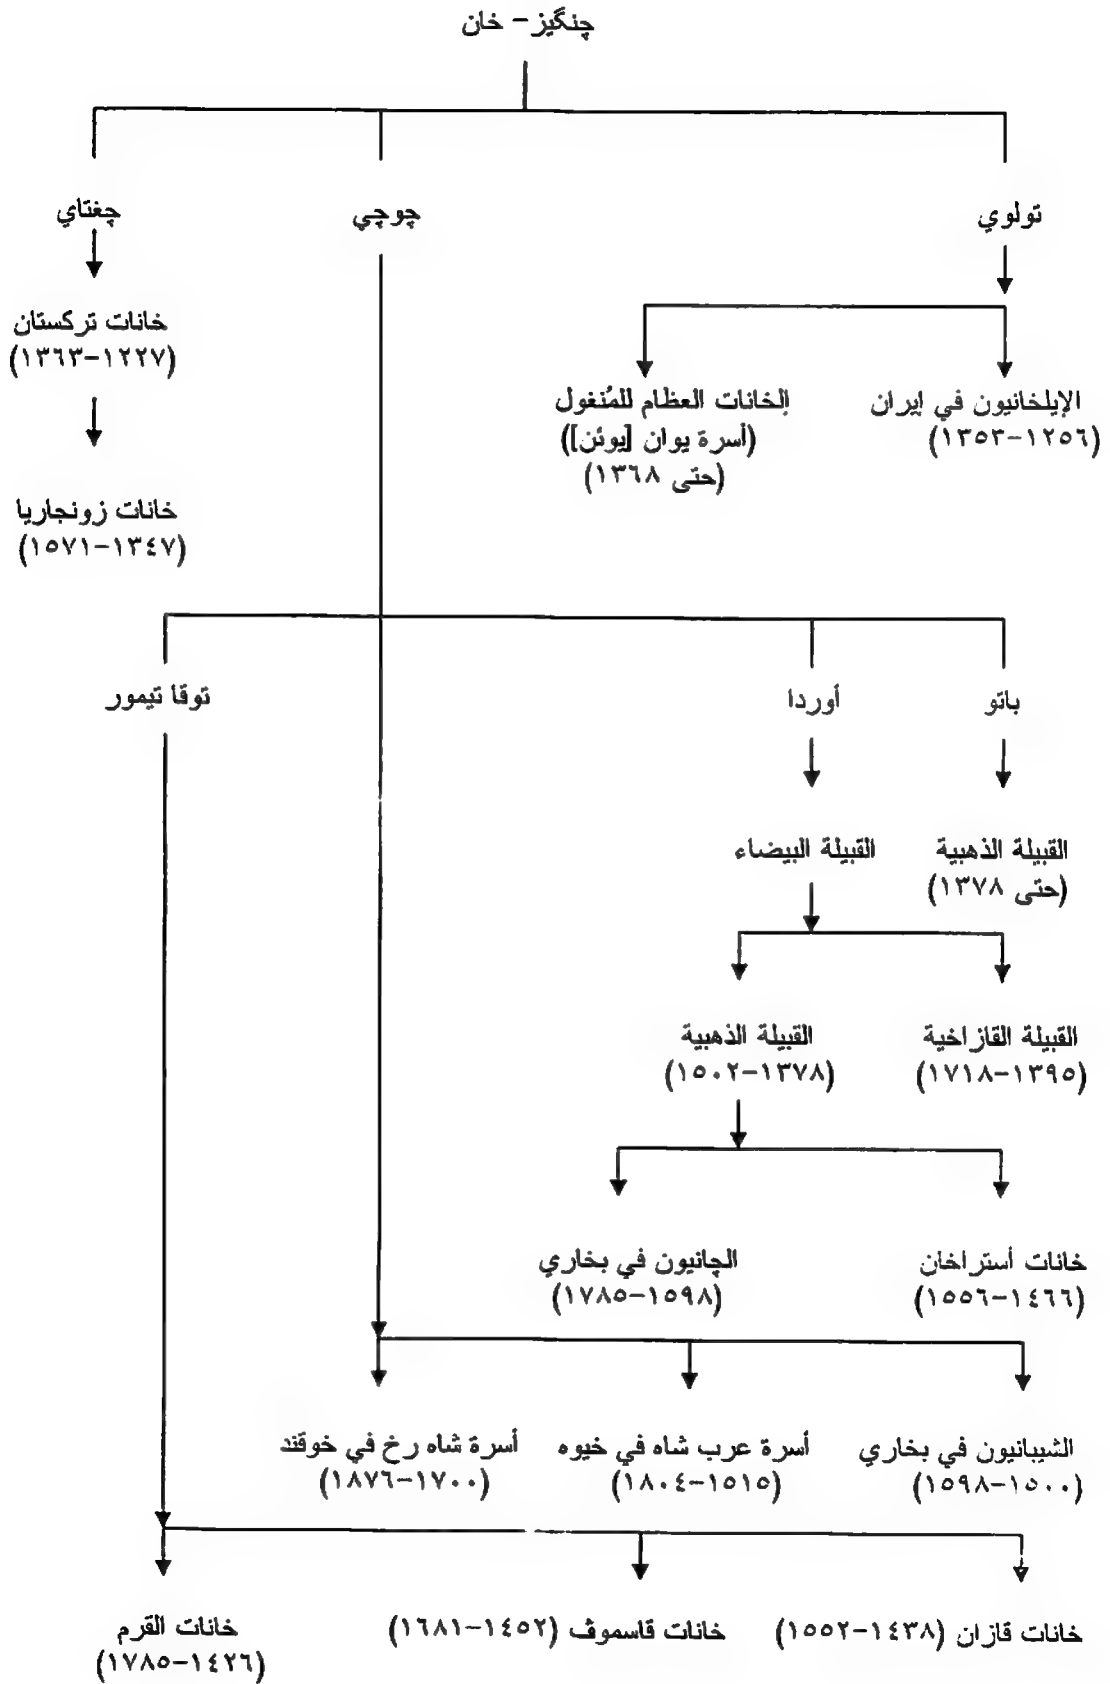 چنگيز- خان
تولوي
چوچي
چغتاي
خانات تركستان
(١٢٢٧-١٣٦٣)
الإيلخانيون في إيران
(١٢٥٦-١٣٥٣)
الخانات العظام للمُنغول
(أسرة يوان [يوئن])
(حتى ١٣٦٨)
خانات زونجاريا
(١٣٤٧-١٥٧١)
باتو
أوردا
توقا تيمور
القبيلة الذهبية
(حتى ١٣٧٨)
القبيلة البيضاء
القبيلة القازاخية
(١٣٩٥-١٧١٨)
القبيلة الذهبية
(١٣٧٨-١٥٠٢)
خانات أستراخان
(١٤٦٦-١٥٥٦)
الچانيون في بخاري
(١٥٩٨-١٧٨٥)
الشيبانيون في بخاري
(١٥٠٠-١٥٩٨)
أسرة عرب شاه في خيوه
(١٥١٥-١٨٠٤)
أسرة شاه رخ في خوقند
(١٧٠٠-١٨٧٦)
خانات قازان (١٤٣٨-١٥٥٢)
خانات قاسموڤ (١٤٥٢-١٦٨١)
خانات القرم
(١٤٢٦-١٧٨٥)